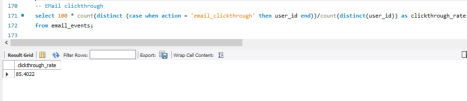 170 -- EMail clickthrough
171 select 100 * count(distinct (case when action = 'email_clickthrough' then user_id end))/count(distinct(user_id)) as clickthrough_rate
172 from email_events;
173
Result Grid Filter Rows: Export: Wrap Cell Content:
clickthrough_rate
85.4022